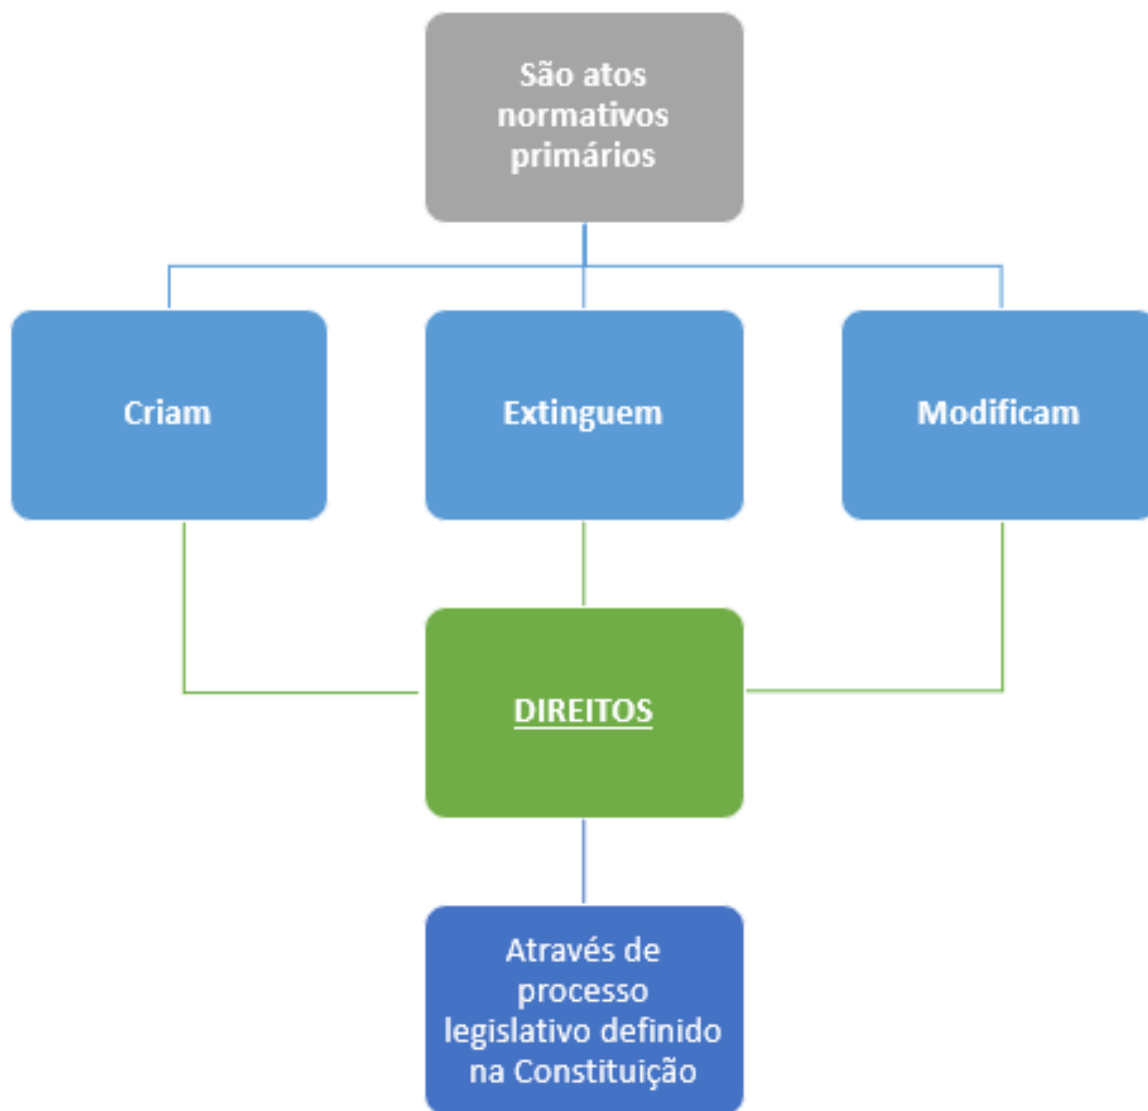 São atos
normativos
primários
Criam
Extinguem
Modificam
DIREITOS
Através de
processo
legislativo definido
na Constituição